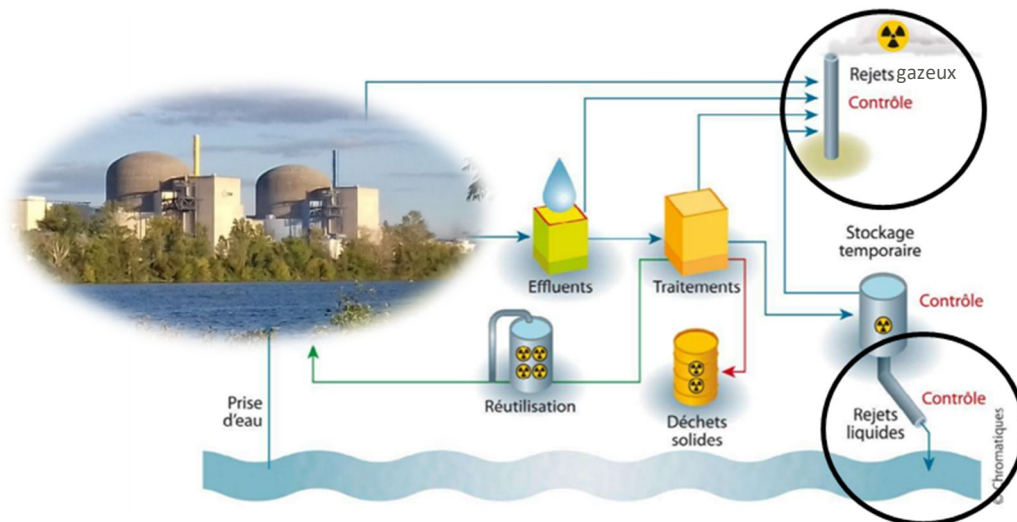 Rejets gazeux
Contrôle
Stockage
temporaire
Effluents
Traitements
Contrôle
Prise
d'eau
Réutilisation
Déchets
solides
Rejets
liquides
Contrôle
© Chromatiques